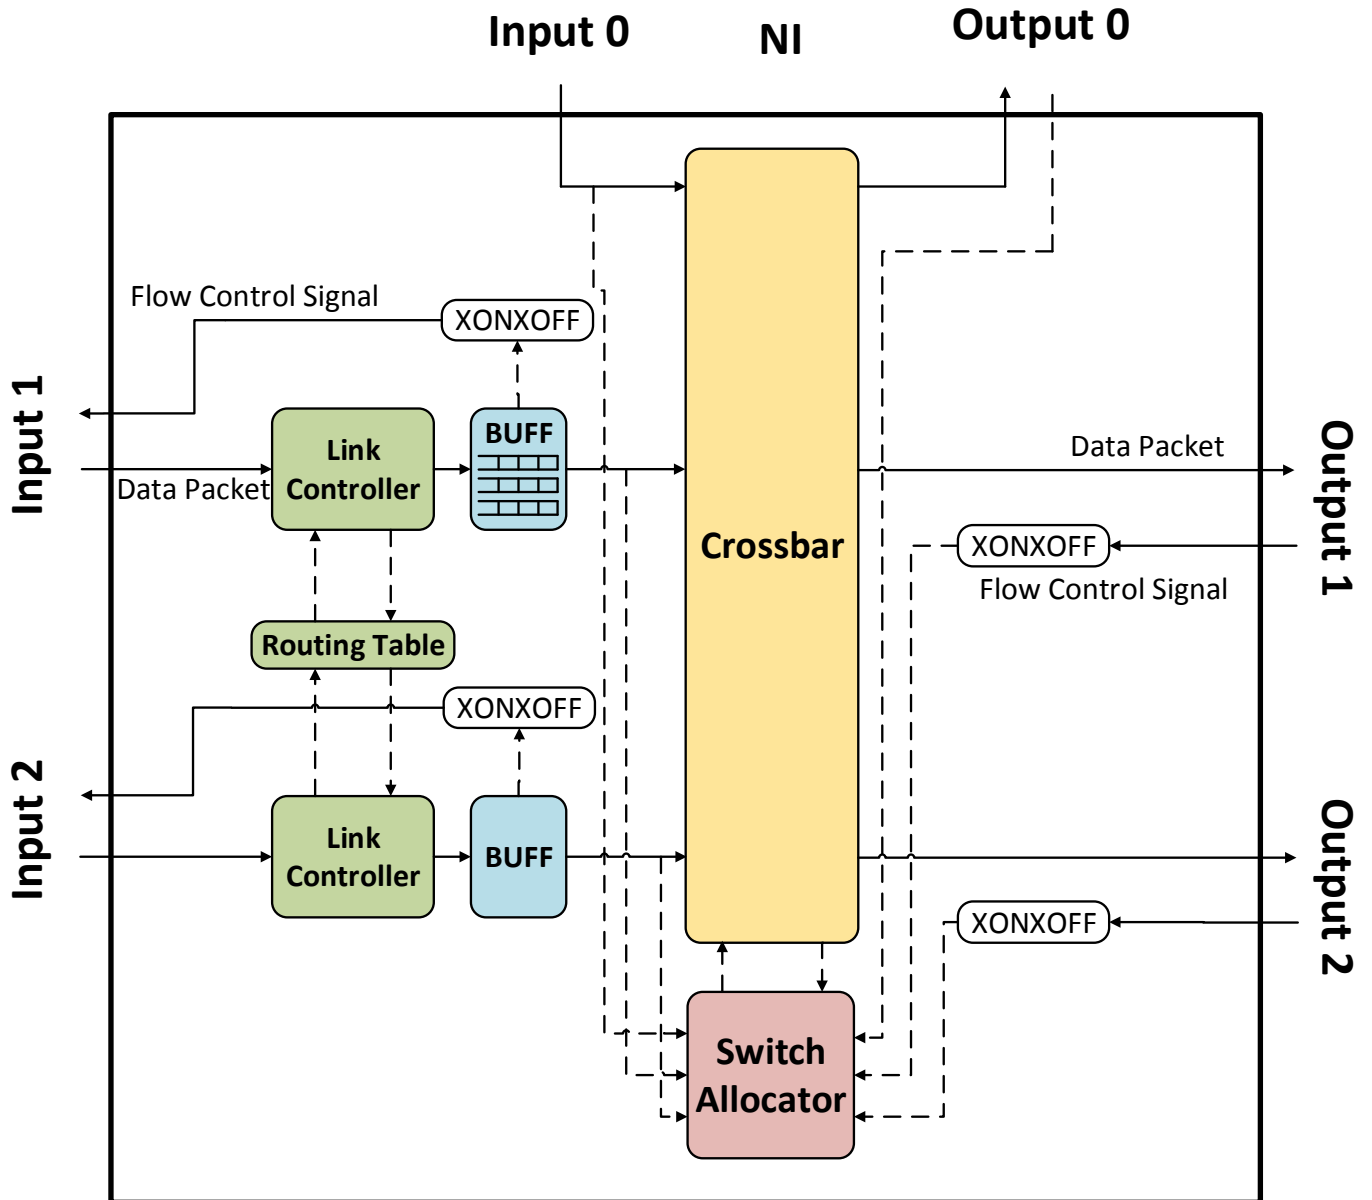 Input 0
NI
Output 0
Flow Control Signal
XONXOFF
Input 1
Link
Controller
BUFF
Data Packet
Data Packet
Output 1
Crossbar
XONXOFF
Flow Control Signal
Routing Table
XONXOFF
Input 2
Link
Controller
BUFF
Output 2
XONXOFF
Switch
Allocator